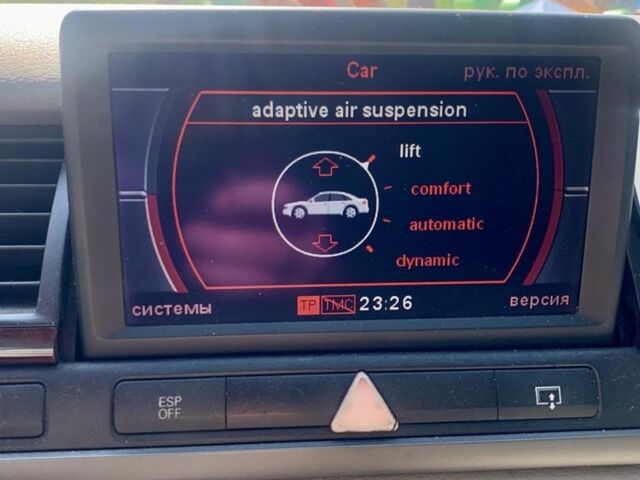 Car
рук. по экспл.
adaptive air suspension
lift
comfort
automatic
dynamic
системы
TP TMC 23:26
версия
ESP
OFF